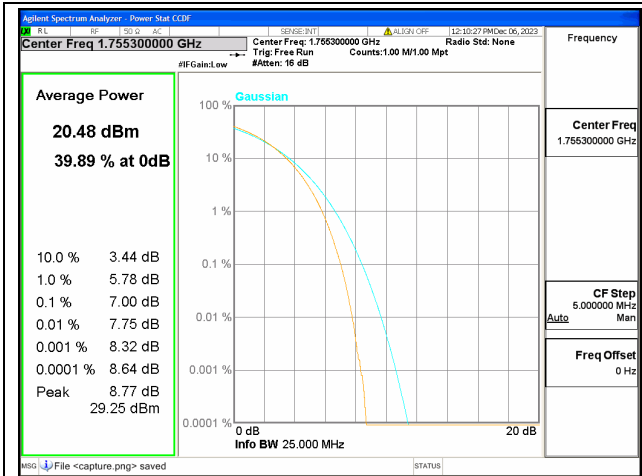 Agilent Spectrum Analyzer - Power Stat CCDF
RL RF 50 Ω AC SENSE:INT ALIGN OFF 12:10:27 PM Dec 06, 2023
Center Freq 1.755300000 GHz
Center Freq: 1.755300000 GHz Radio Std: None
Trig: Free Run Counts:1.00 M/1.00 Mpt
#IFGain:Low #Atten: 16 dB
Frequency
Average Power
20.48 dBm
39.89 % at 0dB
10.0 % 3.44 dB
1.0 % 5.78 dB
0.1 % 7.00 dB
0.01 % 7.75 dB
0.001 % 8.32 dB
0.0001 % 8.64 dB
Peak 8.77 dB
29.25 dBm
Gaussian
100 %
10 %
1 %
0.1 %
0.01 %
0.001 %
0.0001 %
0 dB 20 dB
Info BW 25.000 MHz
Center Freq
1.755300000 GHz
CF Step
5.000000 MHz
Auto Man
Freq Offset
0 Hz
MSG File <capture.png> saved STATUS